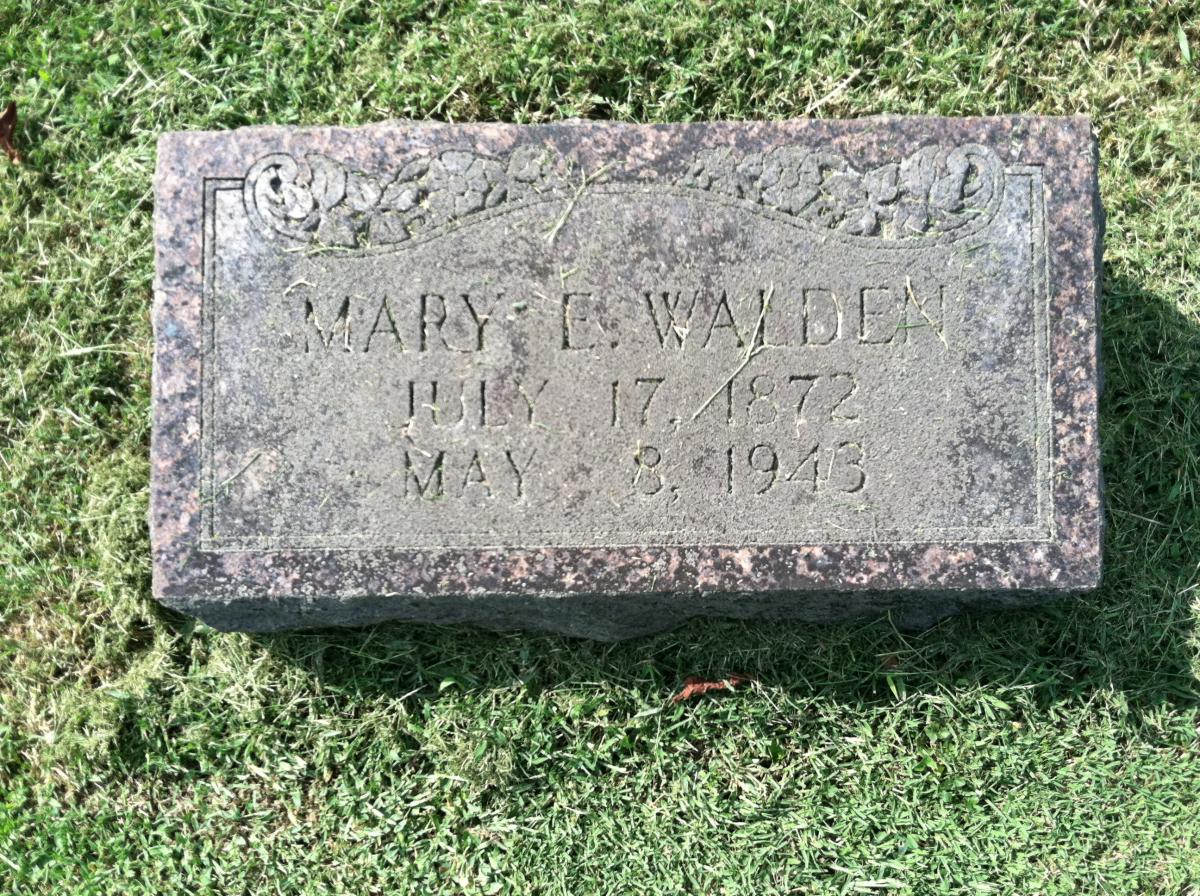 MARY E. WALDEN
JULY 17, 1872
MAY 8, 1943